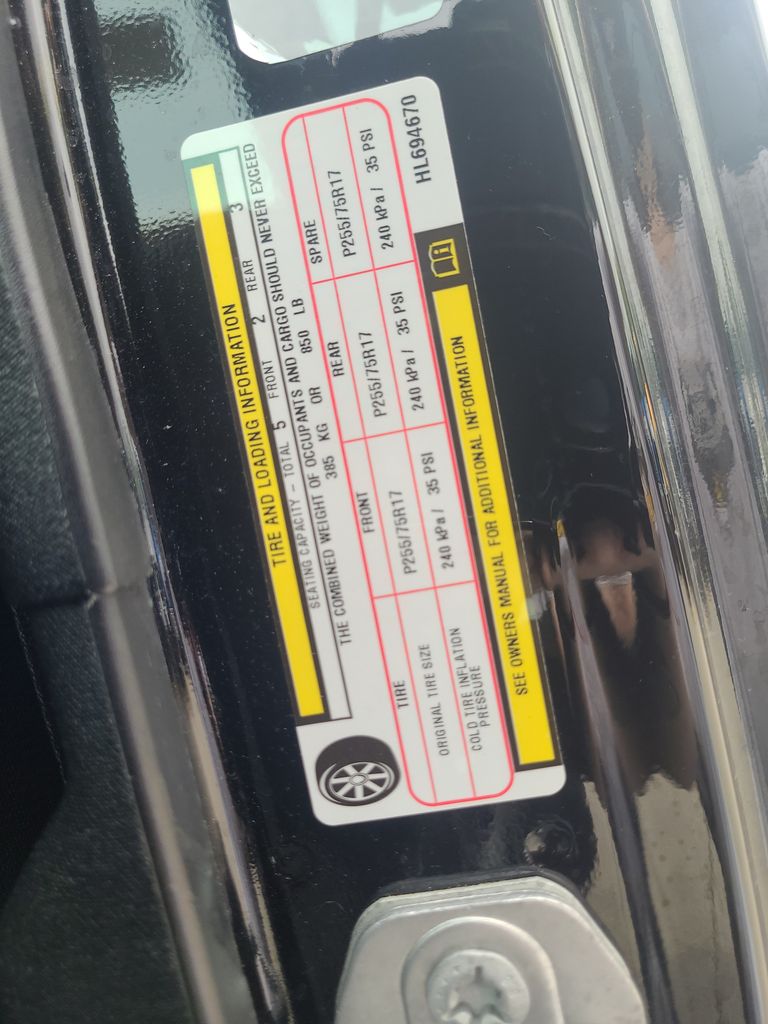 TIRE AND LOADING INFORMATION
SEATING CAPACITY – TOTAL 5 FRONT 2 REAR 3
THE COMBINED WEIGHT OF OCCUPANTS AND CARGO SHOULD NEVER EXCEED
385 KG OR 850 LB
TIRE FRONT REAR SPARE
ORIGINAL TIRE SIZE P255/75R17 P255/75R17 P255/75R17
COLD TIRE INFLATION
PRESSURE 240 kPa / 35 PSI 240 kPa / 35 PSI 240 kPa / 35 PSI
SEE OWNERS MANUAL FOR ADDITIONAL INFORMATION
HL694670